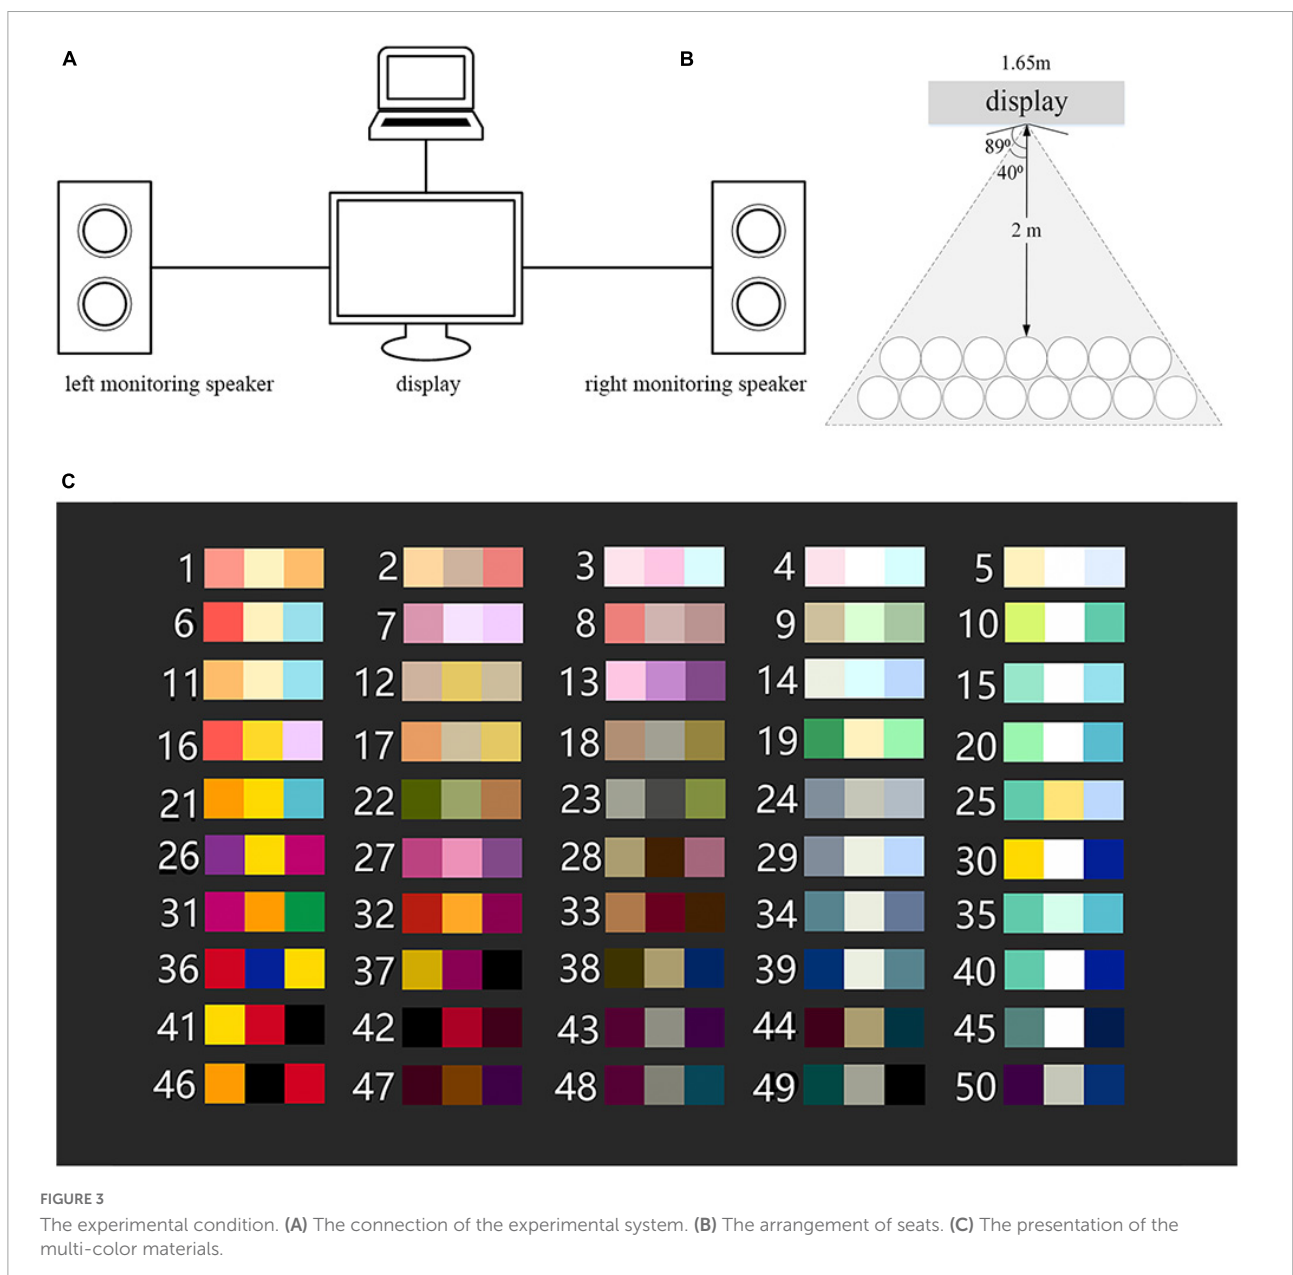 A
B
1.65m
display
89º
40º
2 m
left monitoring speaker
display
right monitoring speaker
C
1 2 3 4 5
6 7 8 9 10
11 12 13 14 15
16 17 18 19 20
21 22 23 24 25
26 27 28 29 30
31 32 33 34 35
36 37 38 39 40
41 42 43 44 45
46 47 48 49 50
FIGURE 3
The experimental condition. (A) The connection of the experimental system. (B) The arrangement of seats. (C) The presentation of the
multi-color materials.